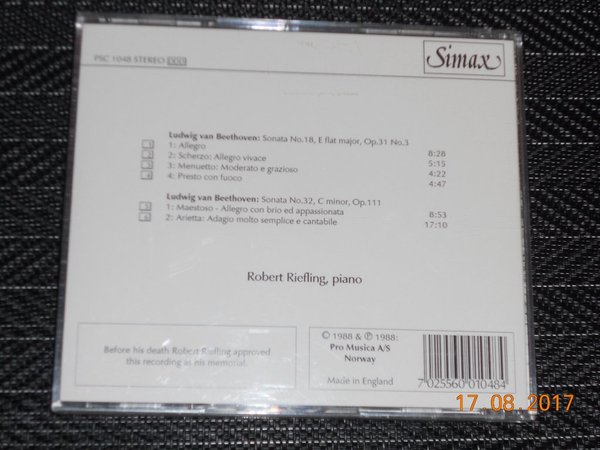 PSC 1048 STEREO DDD
Simax
Ludwig van Beethoven: Sonata No.18, E flat major, Op.31 No.3
1 1: Allegro 8:28
2 2: Scherzo: Allegro vivace 5:15
3 3: Menuetto: Moderato e grazioso 4:22
4 4: Presto con fuoco 4:47
Ludwig van Beethoven: Sonata No.32, C minor, Op.111
5 1: Maestoso - Allegro con brio ed appassionata 8:53
6 2: Arietta: Adagio molto semplice e cantabile 17:10
Robert Riefling, piano
Before his death Robert Riefling approved
this recording as his memorial.
© 1988 & ℗ 1988:
Pro Musica A/S
Norway
Made in England
7 025560 010484
17 08 2017